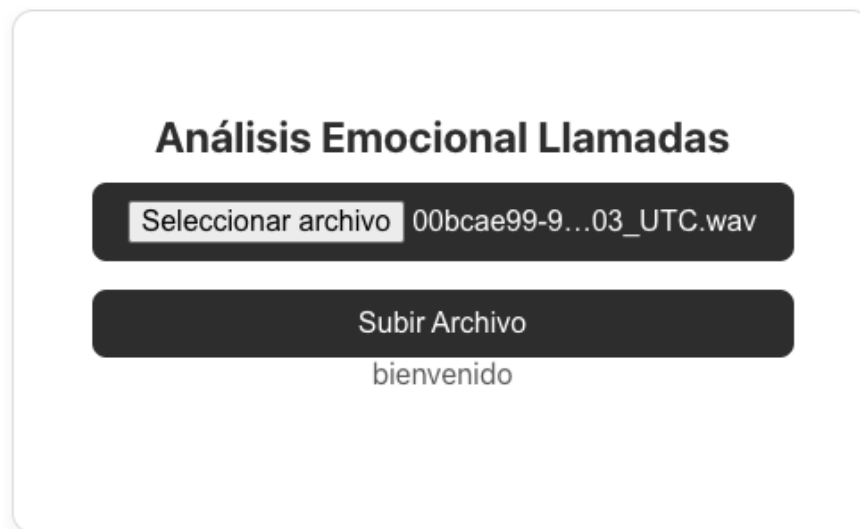 Análisis Emocional Llamadas
Seleccionar archivo 00bcae99-9…03_UTC.wav
Subir Archivo
bienvenido